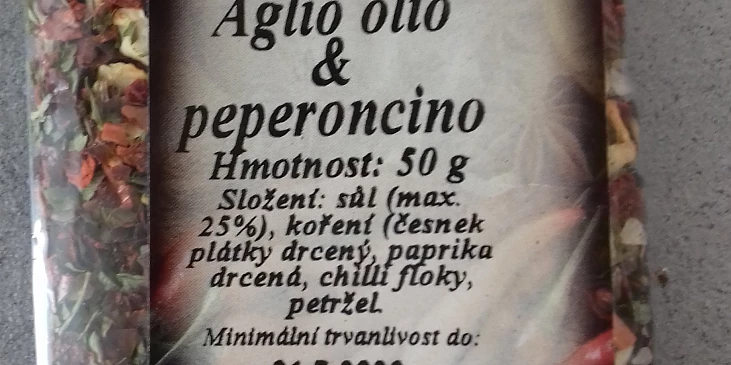 Aglio olio
&
peperoncino
Hmotnost: 50 g
Složení: sůl (max.
25%), koření (česnek
plátky drcený, paprika
drcená, chilli floky,
petržel.
Minimální trvanlivost do: